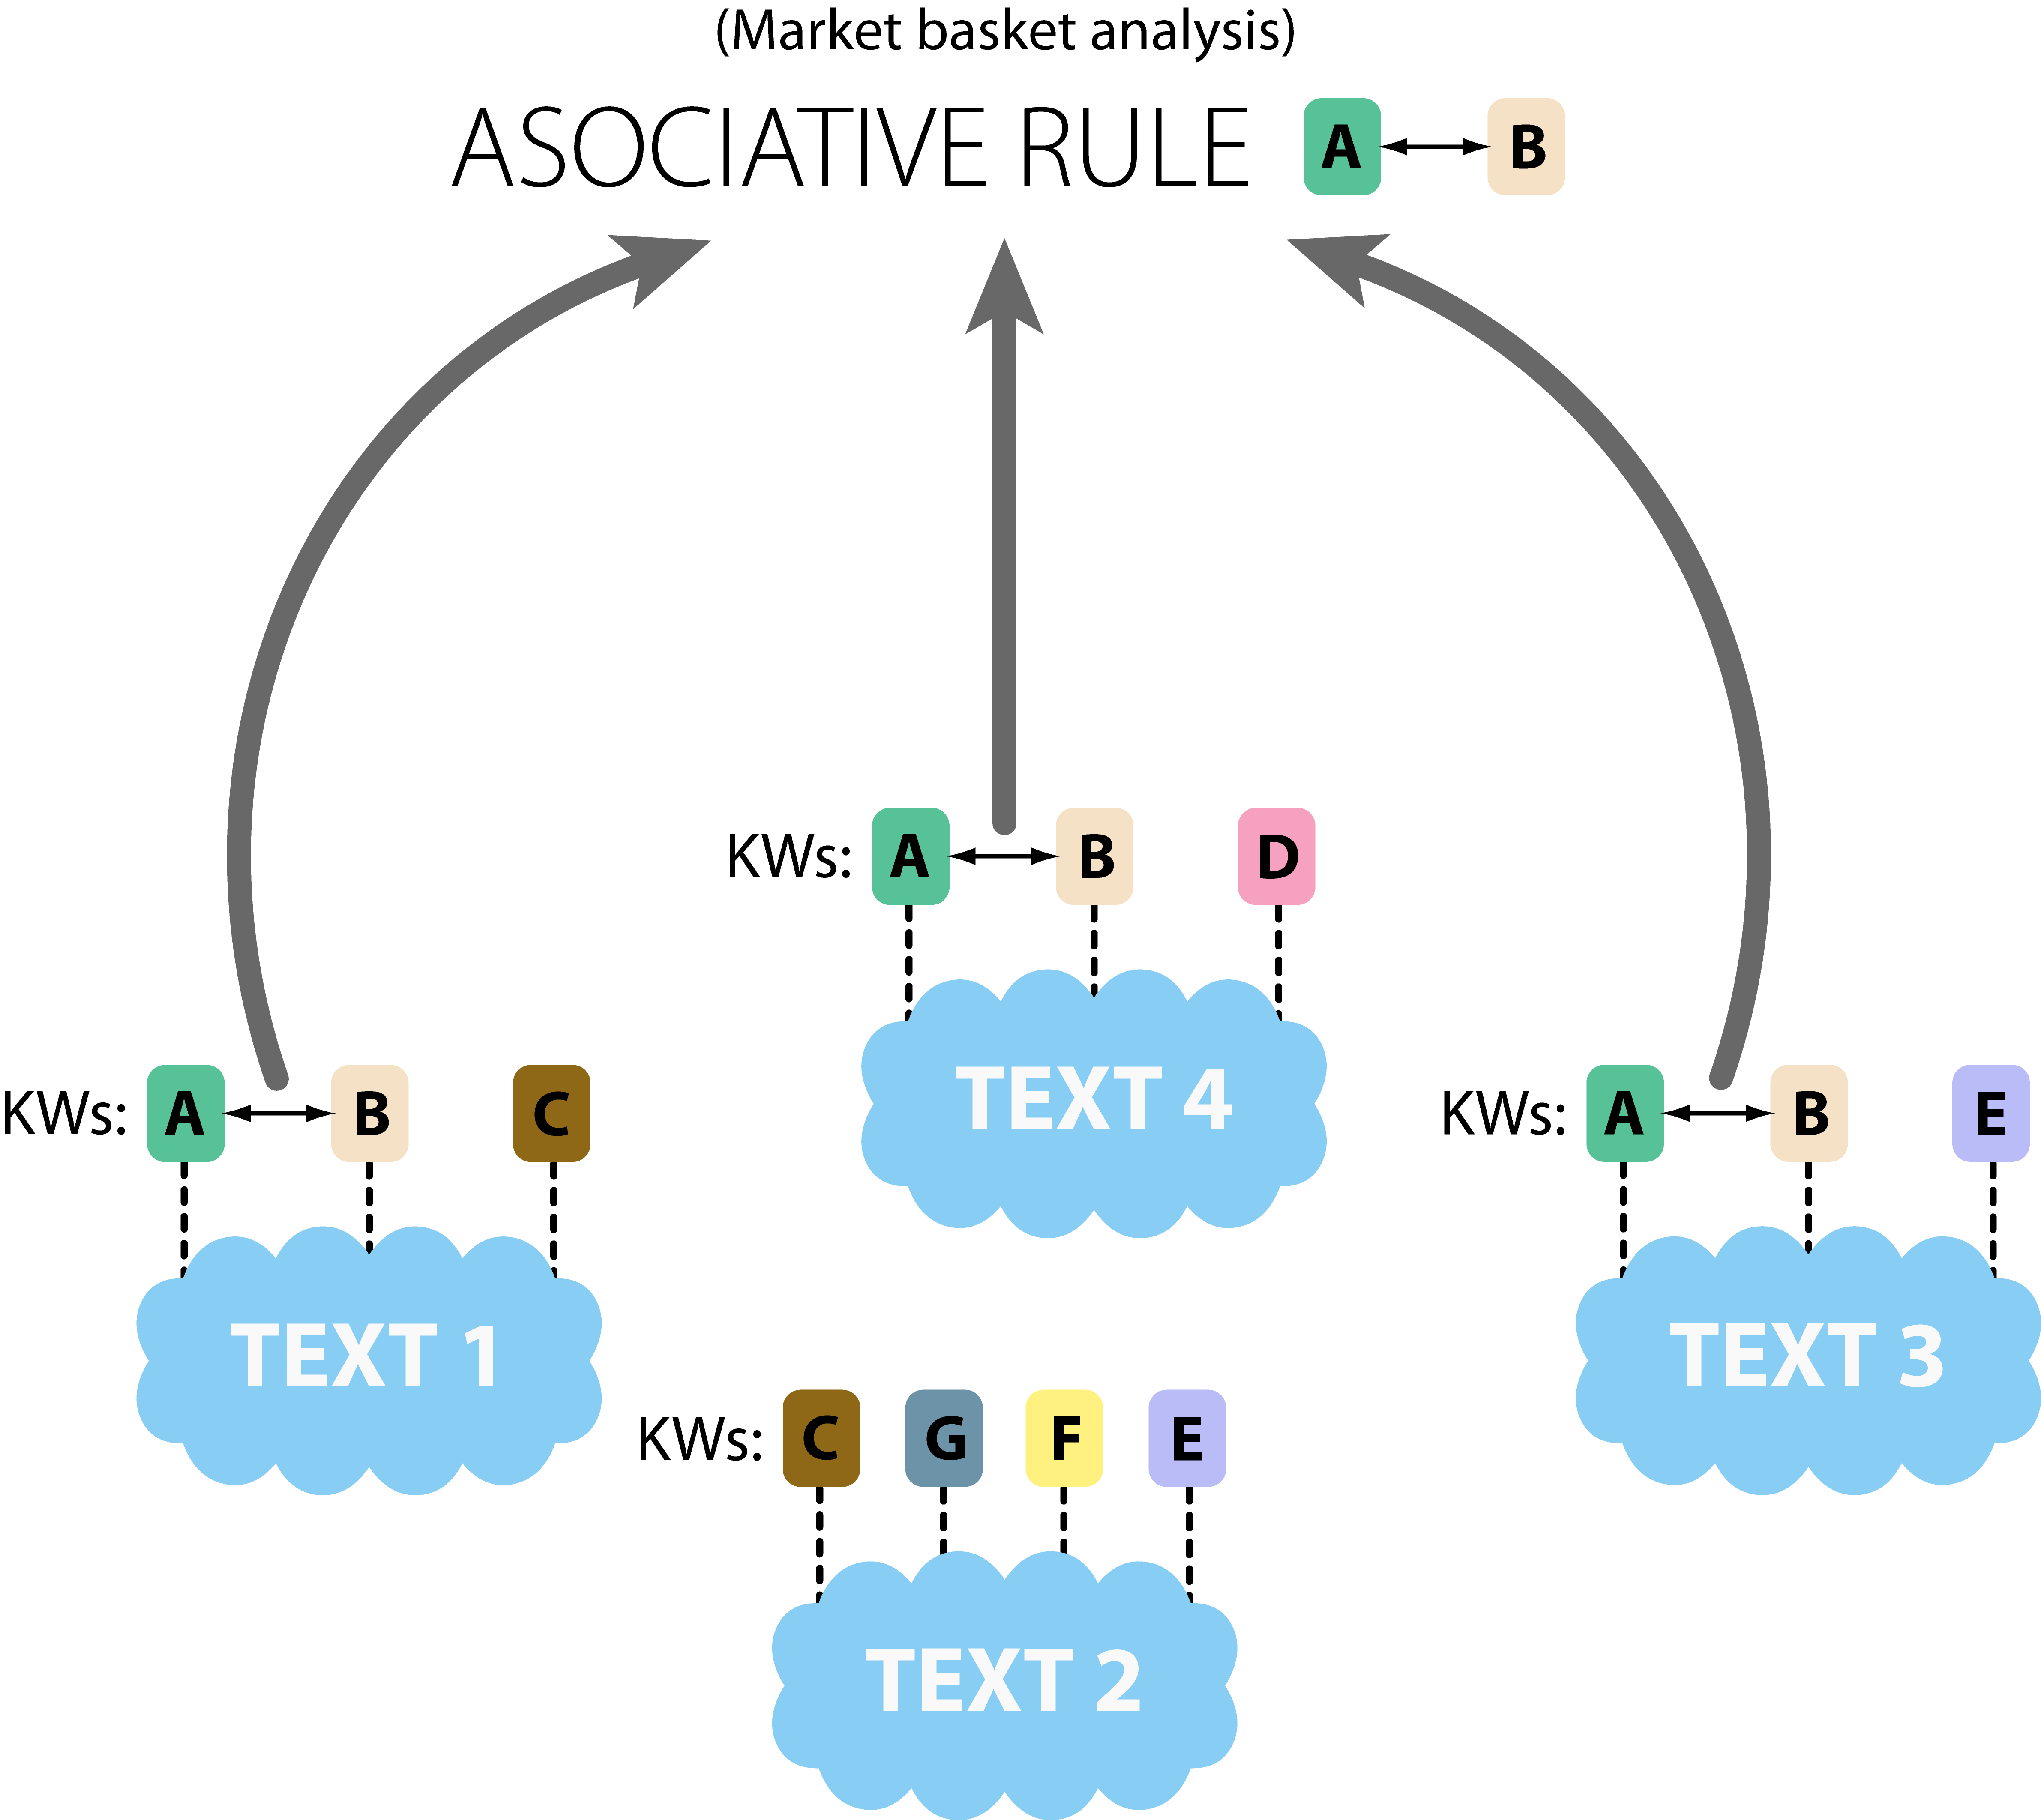 (Market basket analysis)
ASOCIATIVE RULE A B
KWs: A B D
TEXT 4
KWs: A B C
TEXT 1
KWs: A B E
TEXT 3
KWs: C G F E
TEXT 2